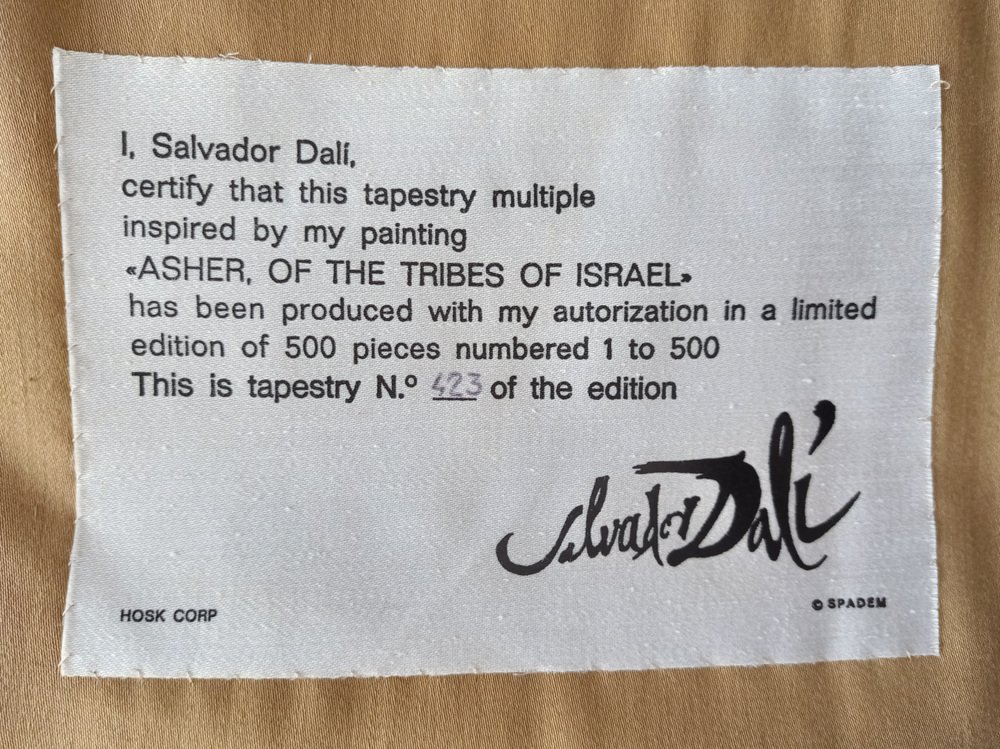 I, Salvador Dalí,
certify that this tapestry multiple
inspired by my painting
«ASHER, OF THE TRIBES OF ISRAEL»
has been produced with my autorization in a limited
edition of 500 pieces numbered 1 to 500
This is tapestry N.º 423 of the edition
Salvador Dalí
HOSK CORP
© SPADEM